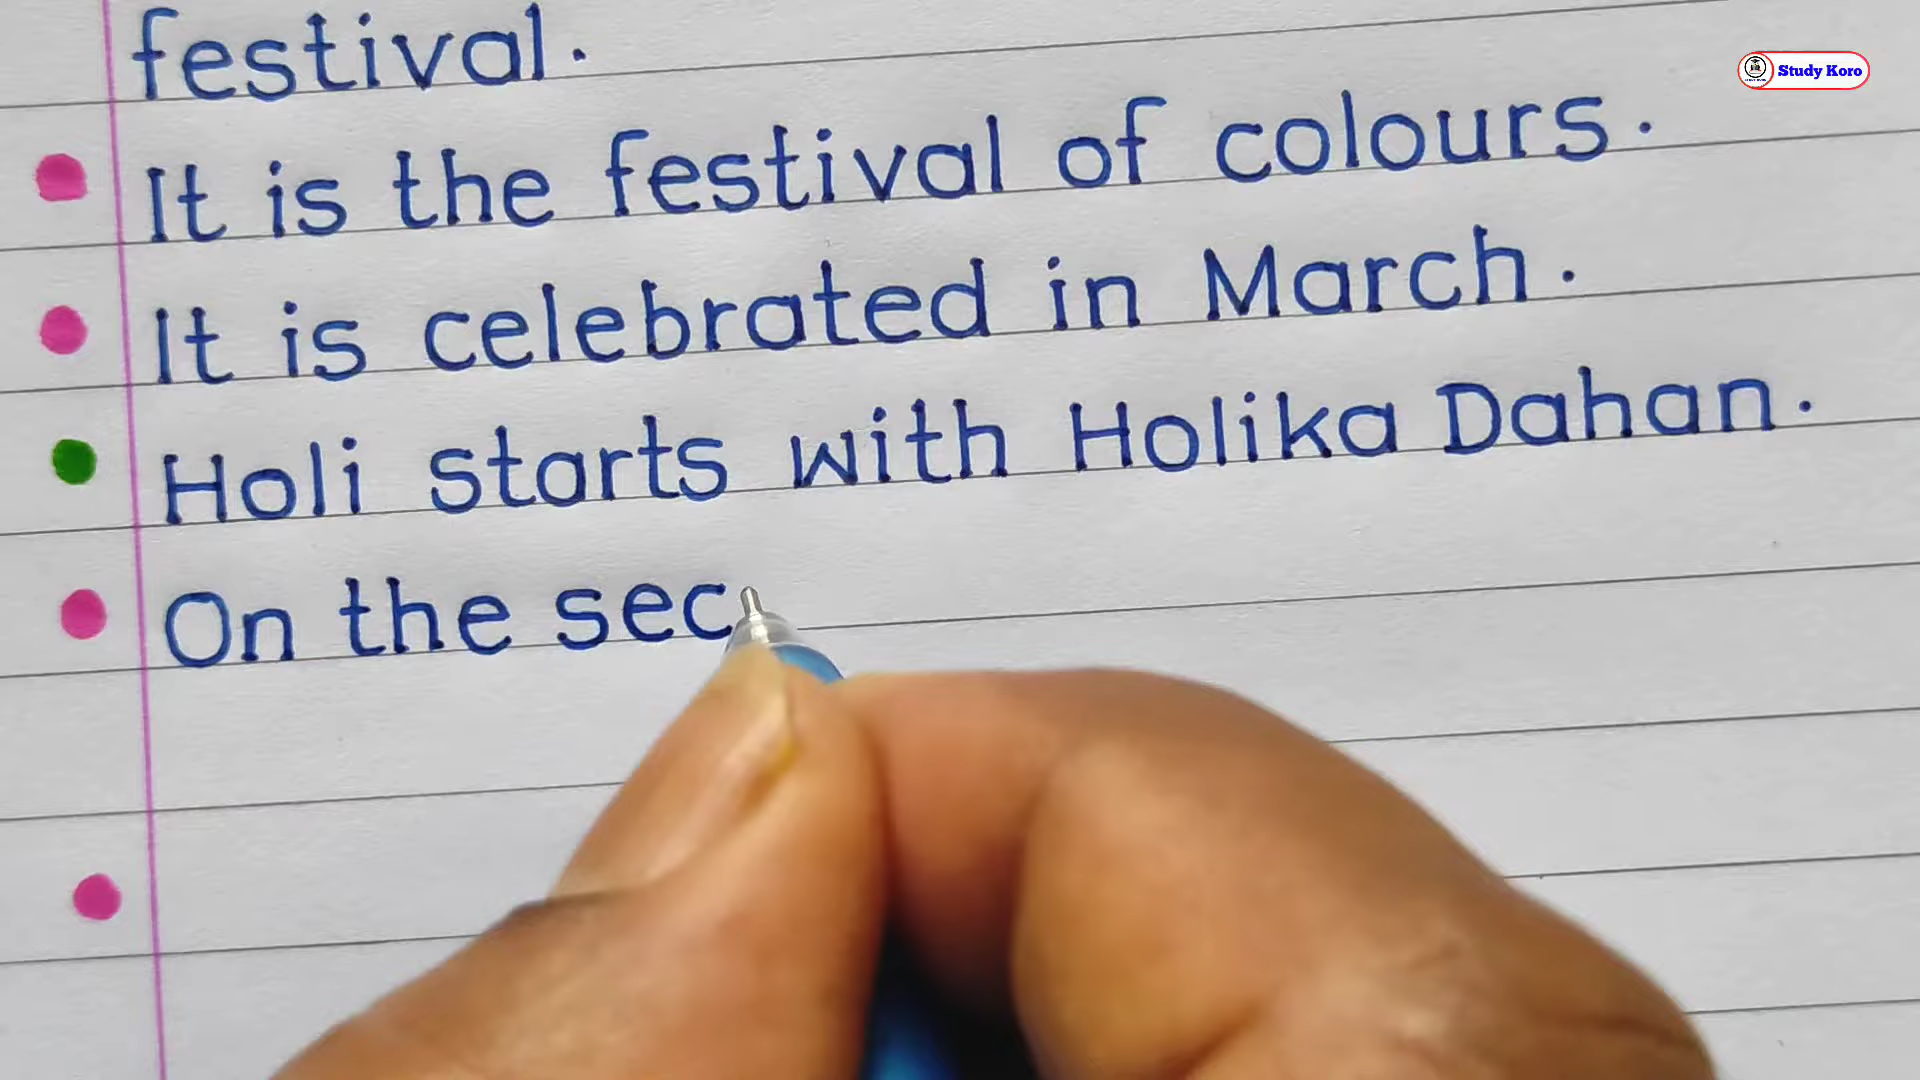 festival.
Study Koro
It is the festival of colours.
It is celebrated in March.
Holi starts with Holika Dahan.
On the sec